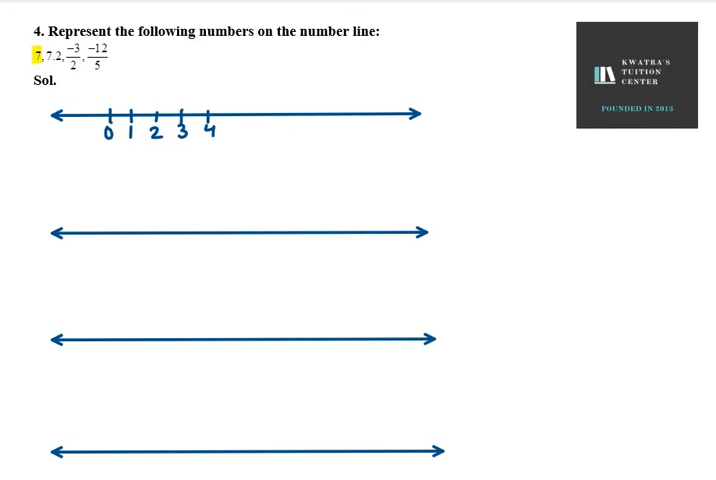 4. Represent the following numbers on the number line:
7, 7.2, -3/2, -12/5
Sol.
0 1 2 3 4
KWATRA'S
TUITION
CENTER
FOUNDED IN 2013